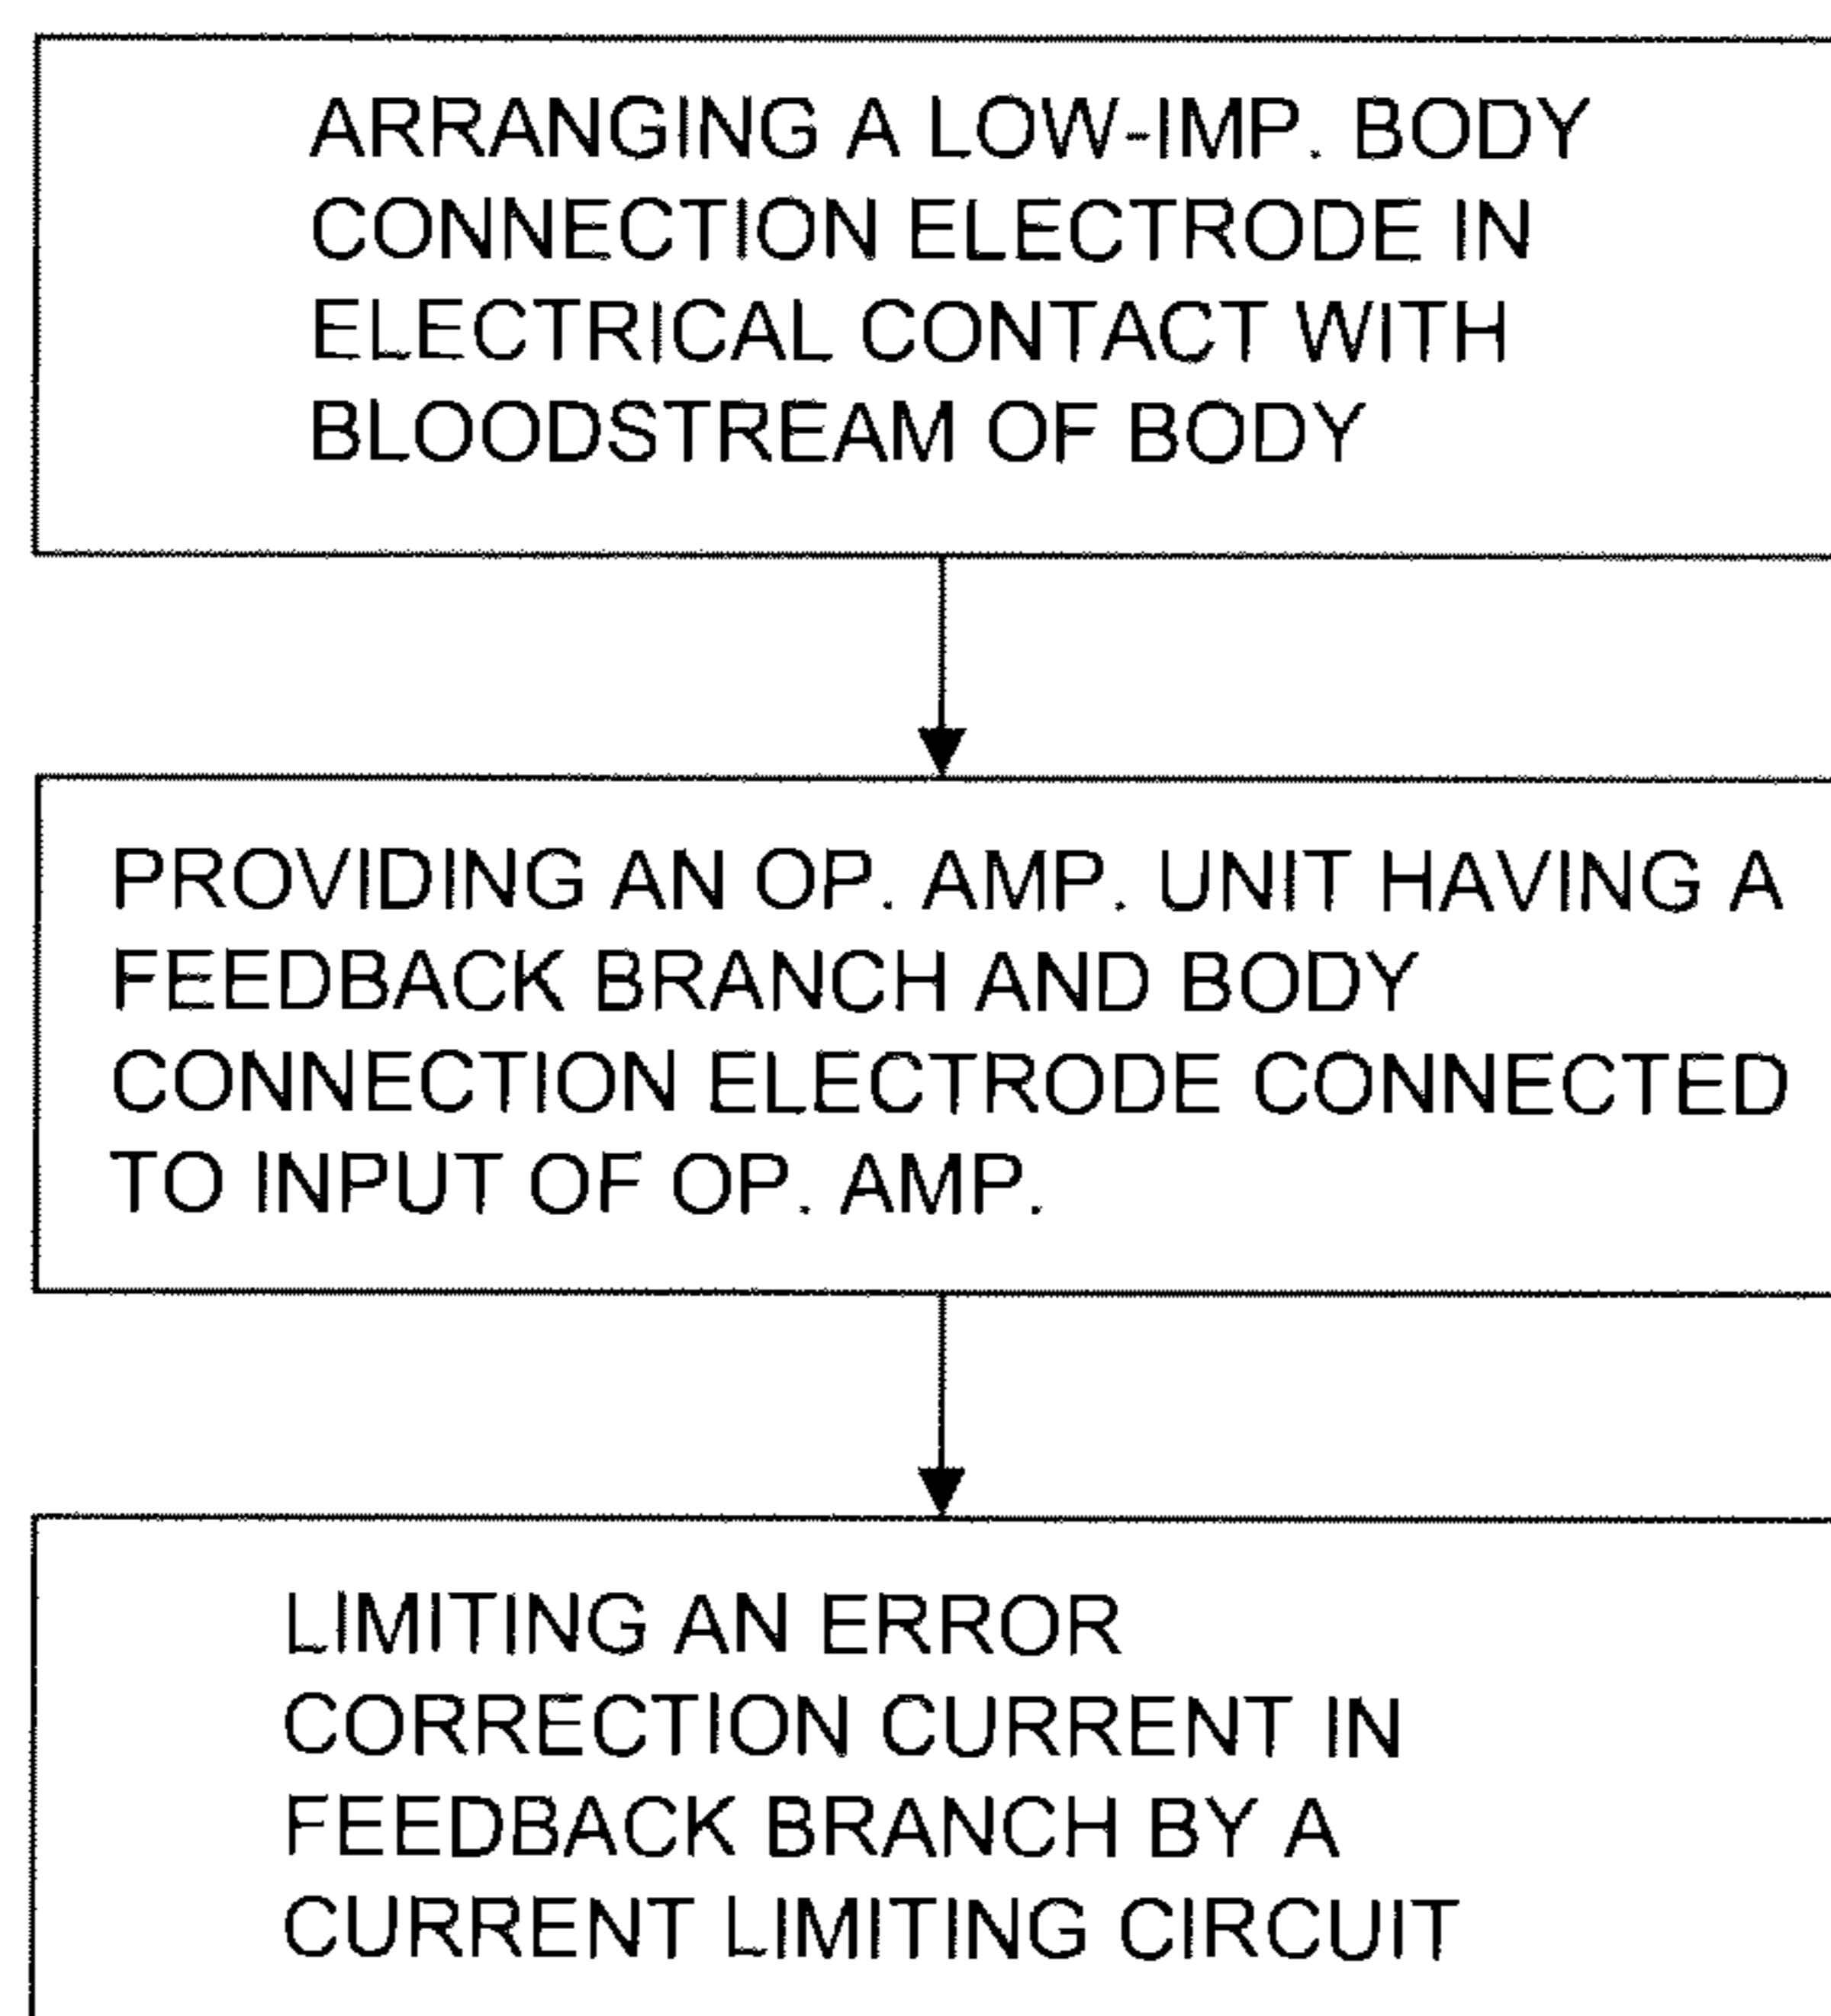 ARRANGING A LOW-IMP. BODY
CONNECTION ELECTRODE IN
ELECTRICAL CONTACT WITH
BLOODSTREAM OF BODY
PROVIDING AN OP. AMP. UNIT HAVING A
FEEDBACK BRANCH AND BODY
CONNECTION ELECTRODE CONNECTED
TO INPUT OF OP. AMP.
LIMITING AN ERROR
CORRECTION CURRENT IN
FEEDBACK BRANCH BY A
CURRENT LIMITING CIRCUIT